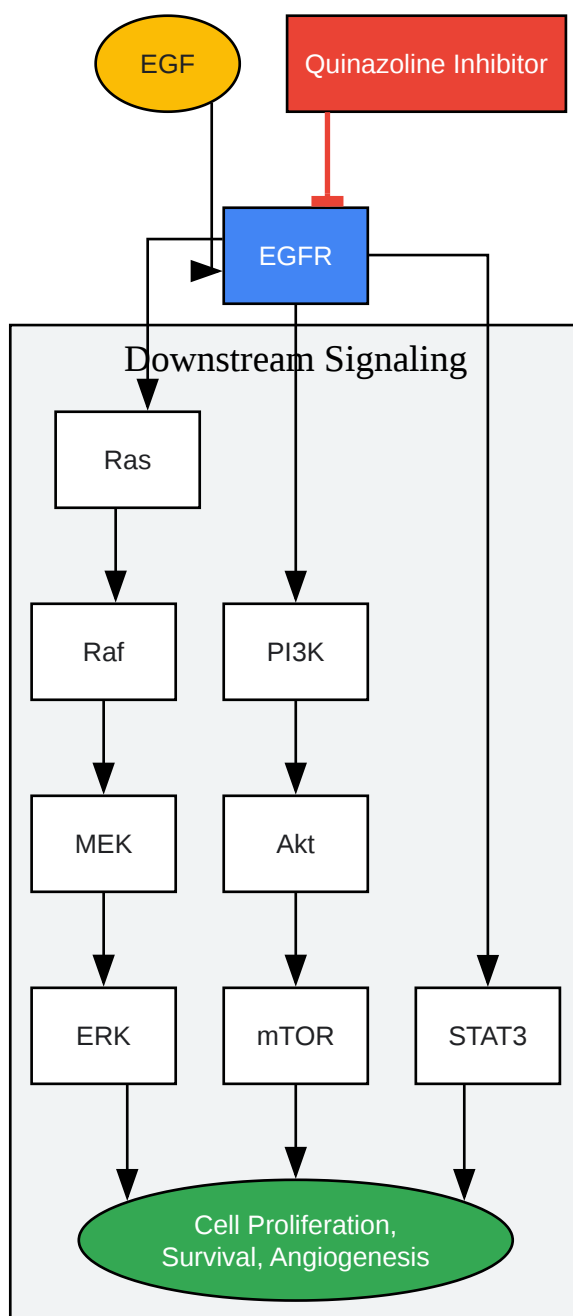 EGF
Quinazoline Inhibitor
EGFR
Downstream Signaling
Ras
Raf
PI3K
MEK
Akt
ERK
mTOR
STAT3
Cell Proliferation,
Survival, Angiogenesis